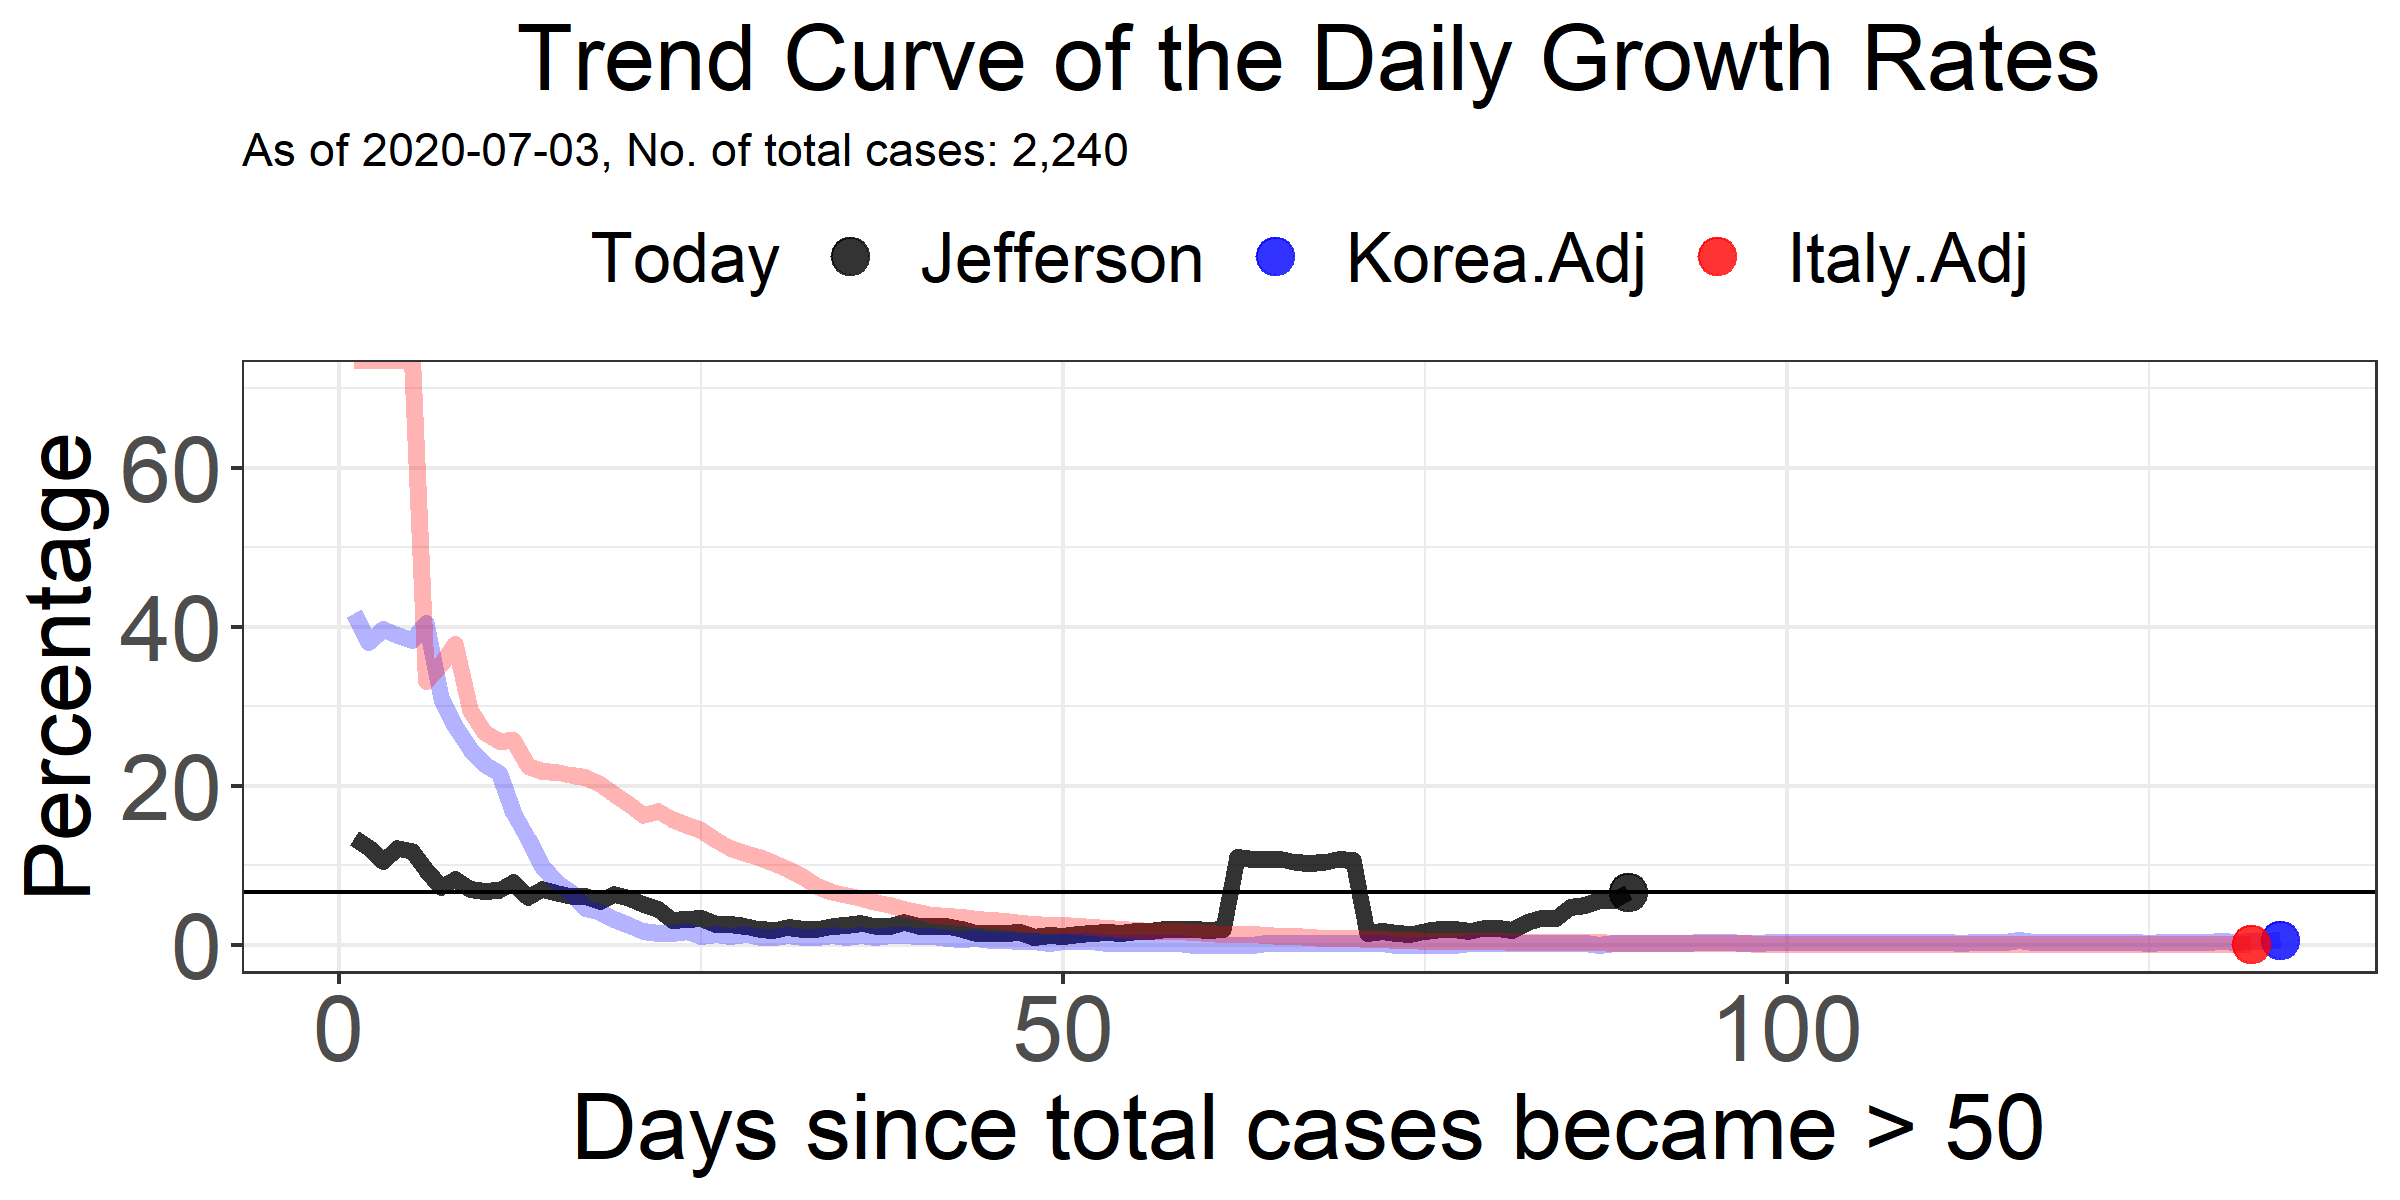 Trend Curve of the Daily Growth Rates
As of 2020-07-03, No. of total cases: 2,240
Today Jefferson Korea.Adj Italy.Adj
Percentage
60
40
20
0
0 50 100
Days since total cases became > 50